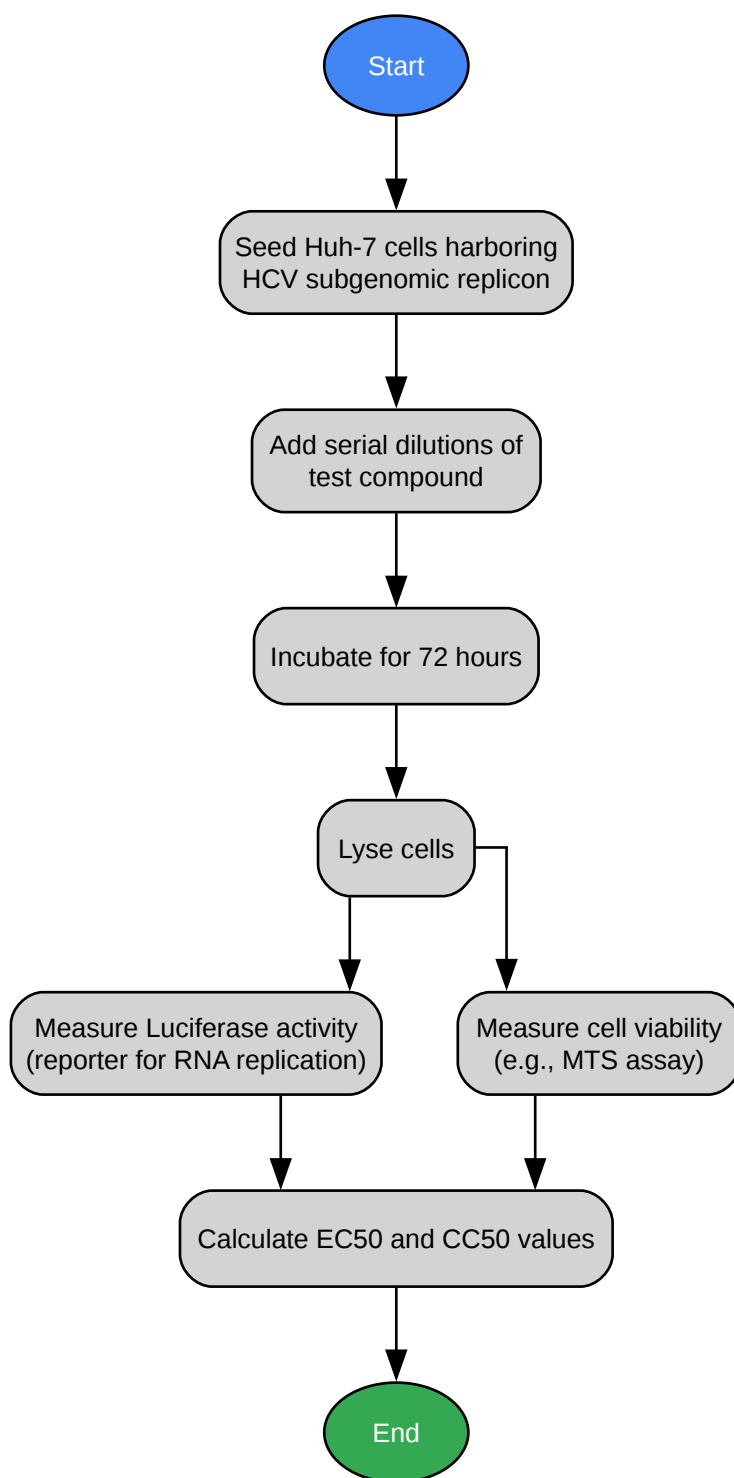 Start
Seed Huh-7 cells harboring
HCV subgenomic replicon
Add serial dilutions of
test compound
Incubate for 72 hours
Lyse cells
Measure Luciferase activity
(reporter for RNA replication)
Measure cell viability
(e.g., MTS assay)
Calculate EC50 and CC50 values
End